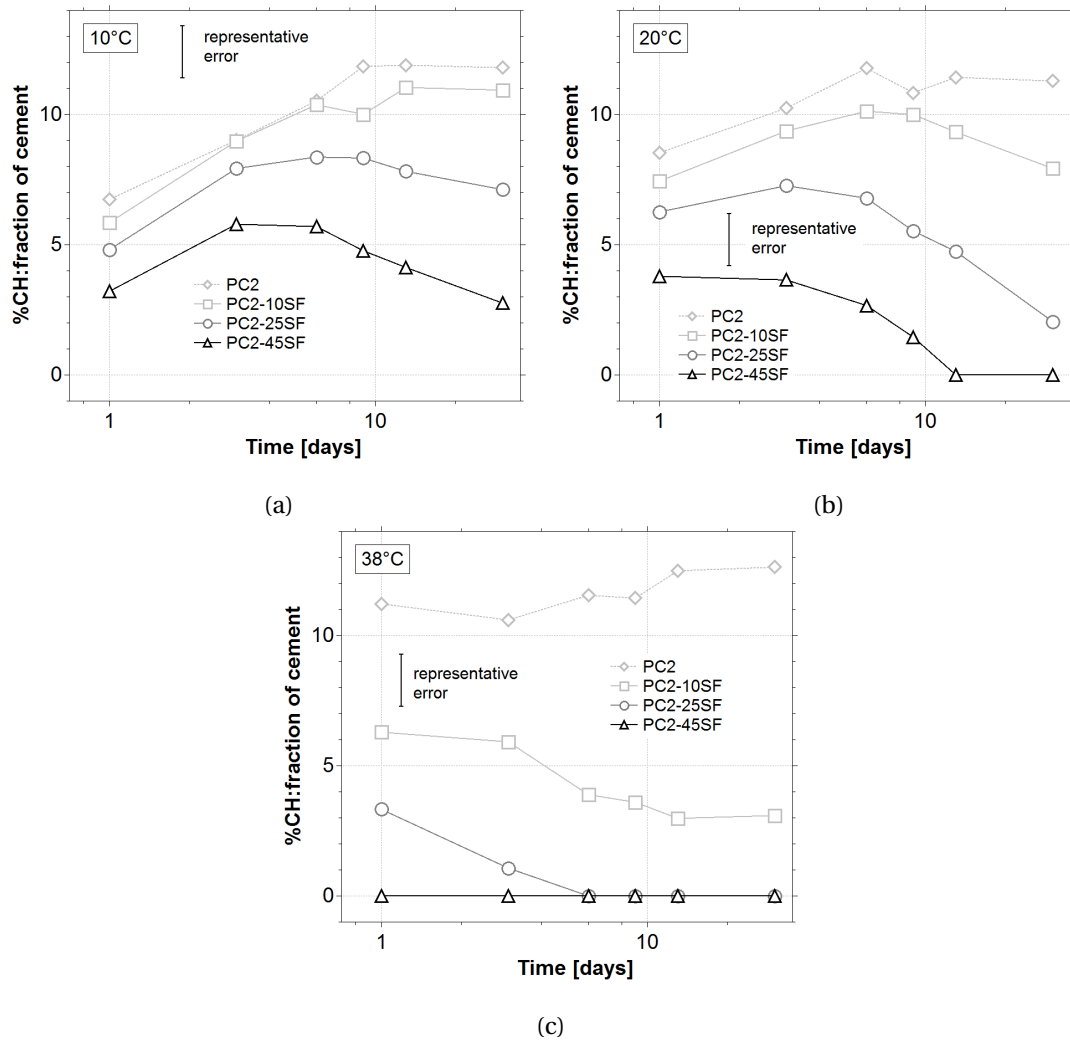 10°C
representative
error
%CH:fraction of cement
10
5
0
PC2
PC2-10SF
PC2-25SF
PC2-45SF
1
10
Time [days]
(a)
20°C
%CH:fraction of cement
10
5
0
representative
error
PC2
PC2-10SF
PC2-25SF
PC2-45SF
1
10
Time [days]
(b)
38°C
%CH:fraction of cement
10
5
0
representative
error
PC2
PC2-10SF
PC2-25SF
PC2-45SF
1
10
Time [days]
(c)